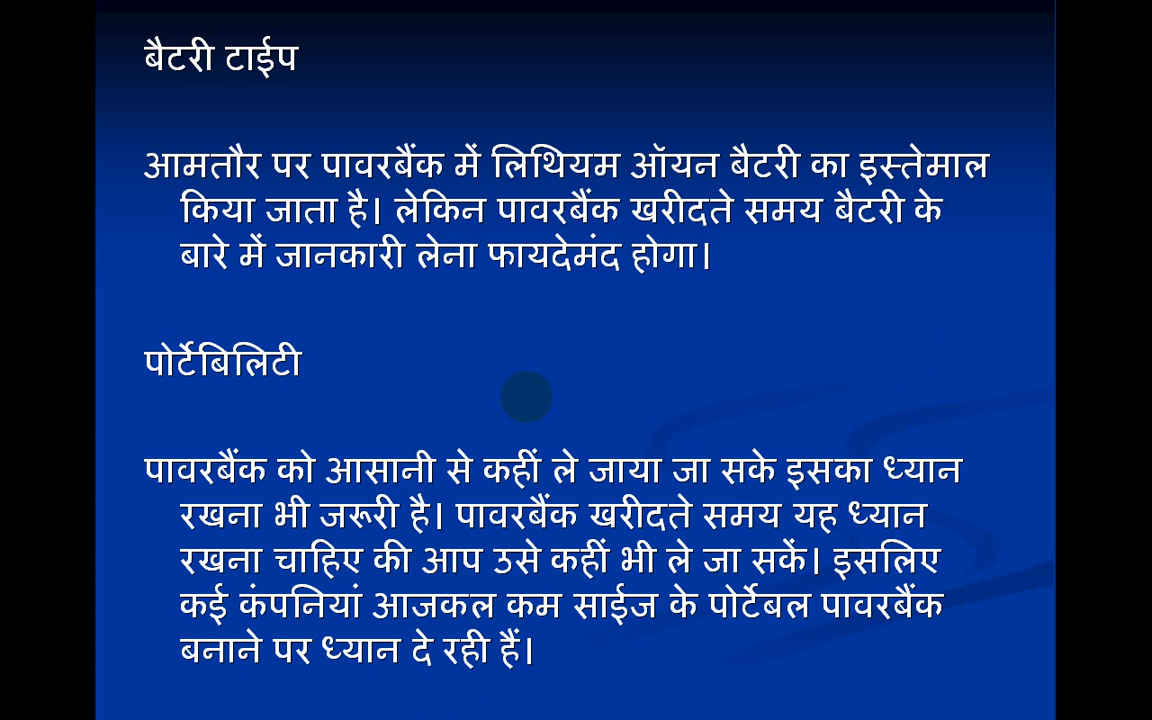 बैटरी टाईप
आमतौर पर पावरबैंक में लिथियम ऑयन बैटरी का इस्तेमाल
किया जाता है। लेकिन पावरबैंक खरीदते समय बैटरी के
बारे में जानकारी लेना फायदेमंद होगा।
पोर्टेबिलिटी
पावरबैंक को आसानी से कहीं ले जाया जा सके इसका ध्यान
रखना भी जरूरी है। पावरबैंक खरीदते समय यह ध्यान
रखना चाहिए की आप उसे कहीं भी ले जा सकें। इसलिए
कई कंपनियां आजकल कम साईज के पोर्टेबल पावरबैंक
बनाने पर ध्यान दे रही हैं।